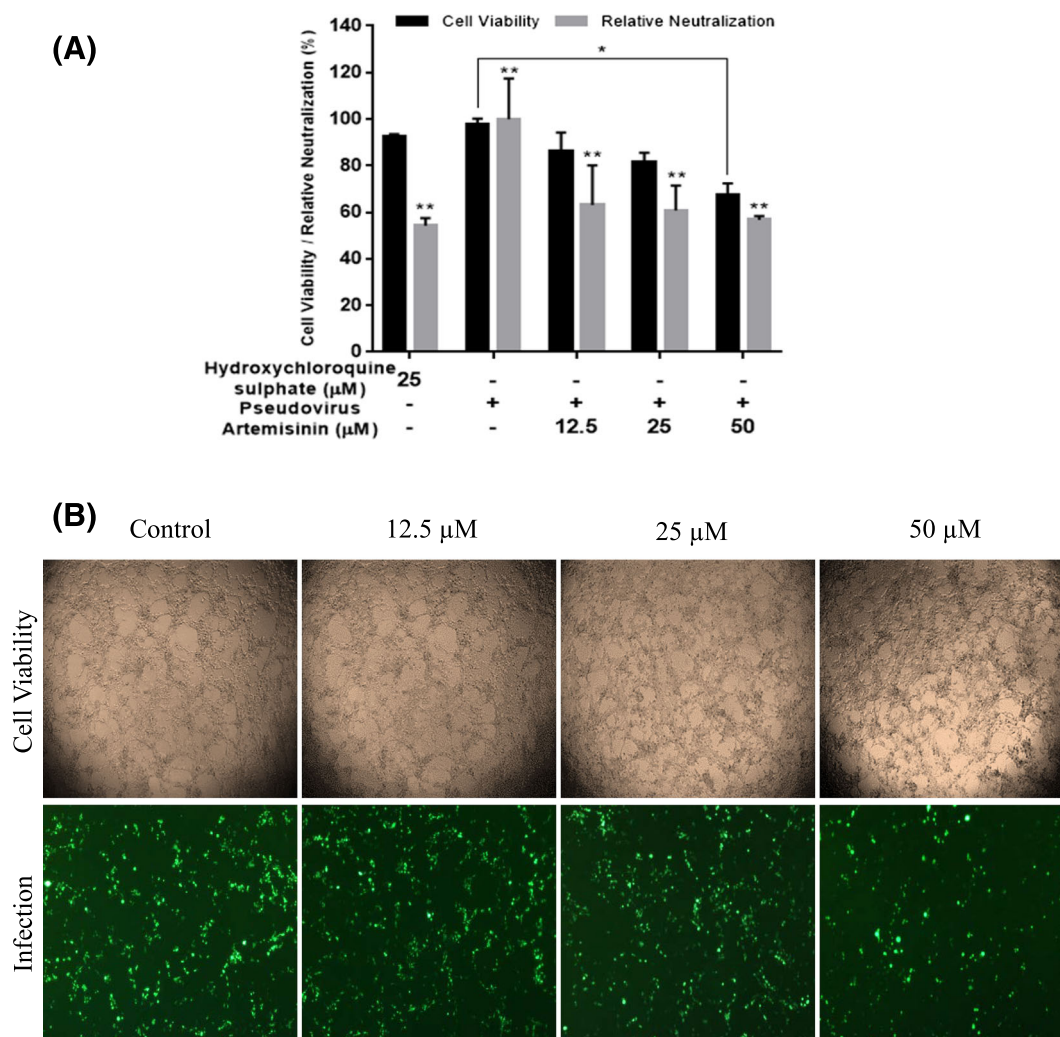 (A)
Cell Viability Relative Neutralization
Cell Viability / Relative Neutralization (%)
140
120
100
80
60
40
20
0
*
**
**
**
**
**
Hydroxychloroquine
sulphate (µM) 25 - - - -
Pseudovirus - + + + +
Artemisinin (µM) - - 12.5 25 50
(B)
Control 12.5 µM 25 µM 50 µM
Cell Viability
Infection